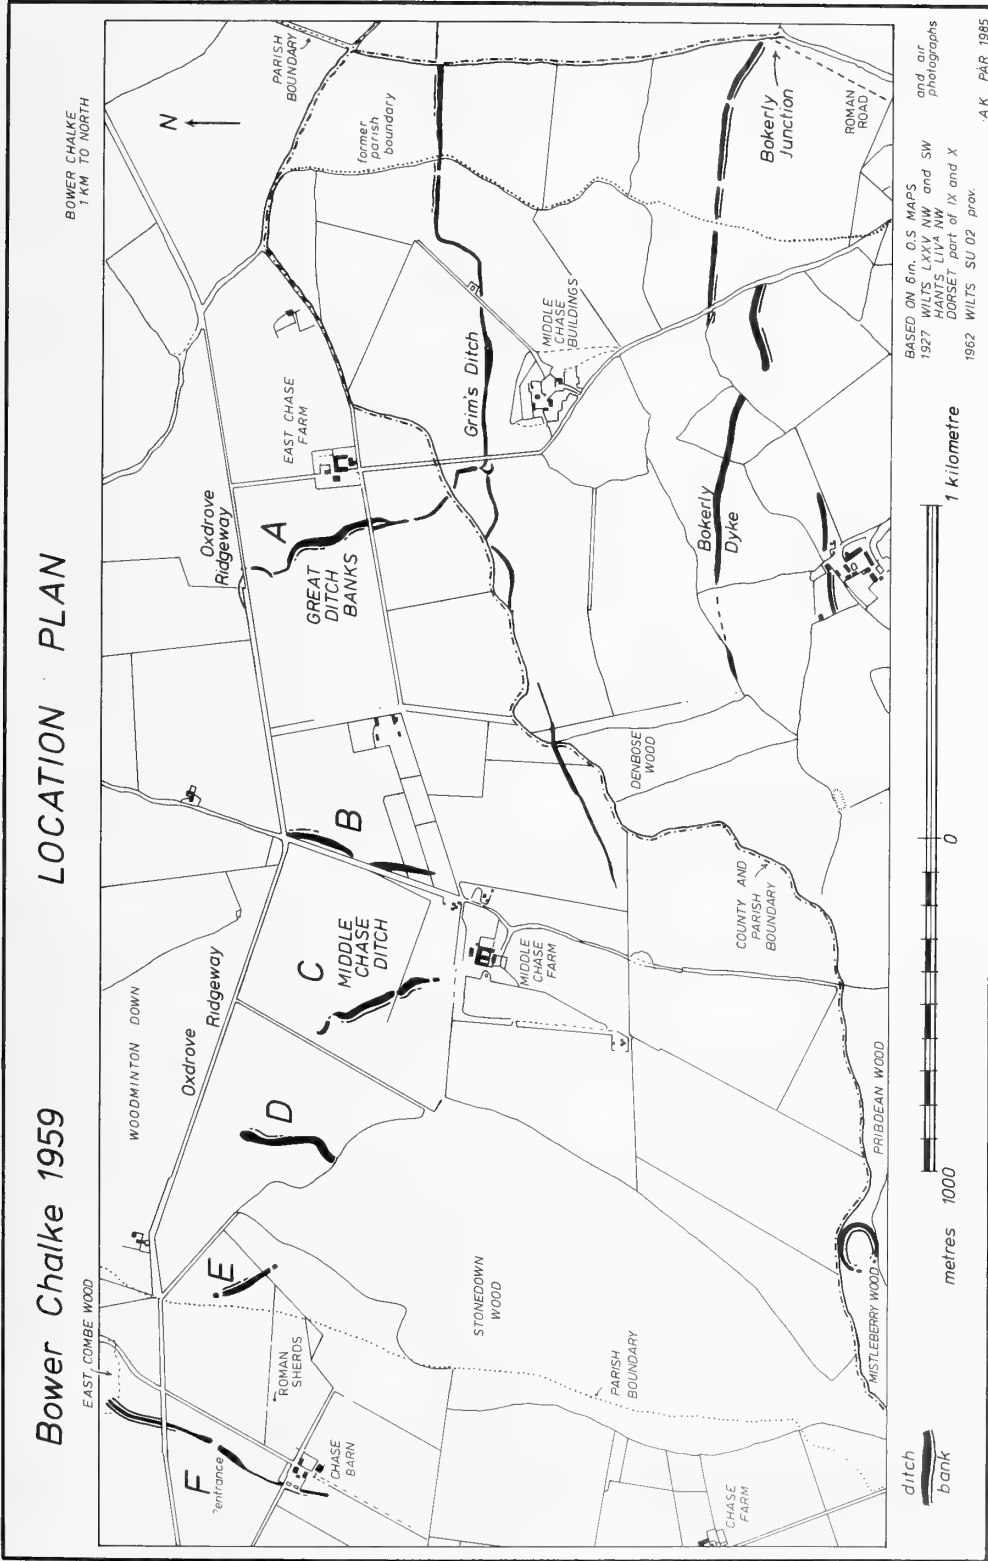 Bower Chalke 1959
LOCATION PLAN
BOWER CHALKE
1 KM TO NORTH
N
EAST COMBE WOOD
WOODMINTON DOWN
Oxdrove
Ridgeway
Oxdrove
Ridgeway
PARISH
BOUNDARY
former
parish
boundary
EAST CHASE
FARM
A
GREAT
DITCH
BANKS
B
C
MIDDLE
CHASE
DITCH
D
E
F
?entrance
ROMAN
SHERDS
CHASE
BARN
Grim's Ditch
MIDDLE
CHASE
BUILDINGS
MIDDLE
CHASE
FARM
STONEDOWN
WOOD
PARISH
BOUNDARY
DENBOSE
WOOD
COUNTY AND
PARISH
BOUNDARY
Bokerly
Dyke
Bokerly
Junction
ROMAN
ROAD
PRIBDEAN WOOD
MISTLEBERRY WOOD
CHASE
FARM
ditch
bank
metres 1000 0 1 kilometre
BASED ON 6in. O.S MAPS
1927 WILTS LXXV NW and SW and air
HANTS LIVA NW photographs
DORSET part of IX and X
1962 WILTS SU 02 prov.
A.K. PAR 1985